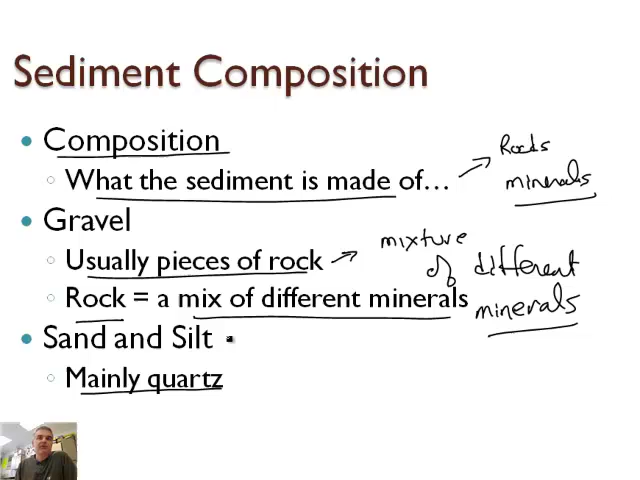 Sediment Composition
Composition
What the sediment is made of…
Rocks
minerals
Gravel
Usually pieces of rock
mixture
of different
minerals
Rock = a mix of different minerals
Sand and Silt
Mainly quartz